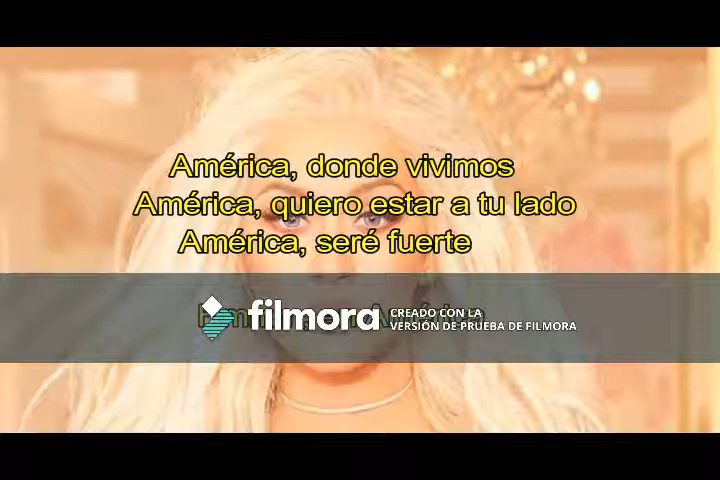 América, donde vivimos
América, quiero estar a tu lado
América, seré fuerte
filmora
CREADO CON LA
VERSIÓN DE PRUEBA DE FILMORA